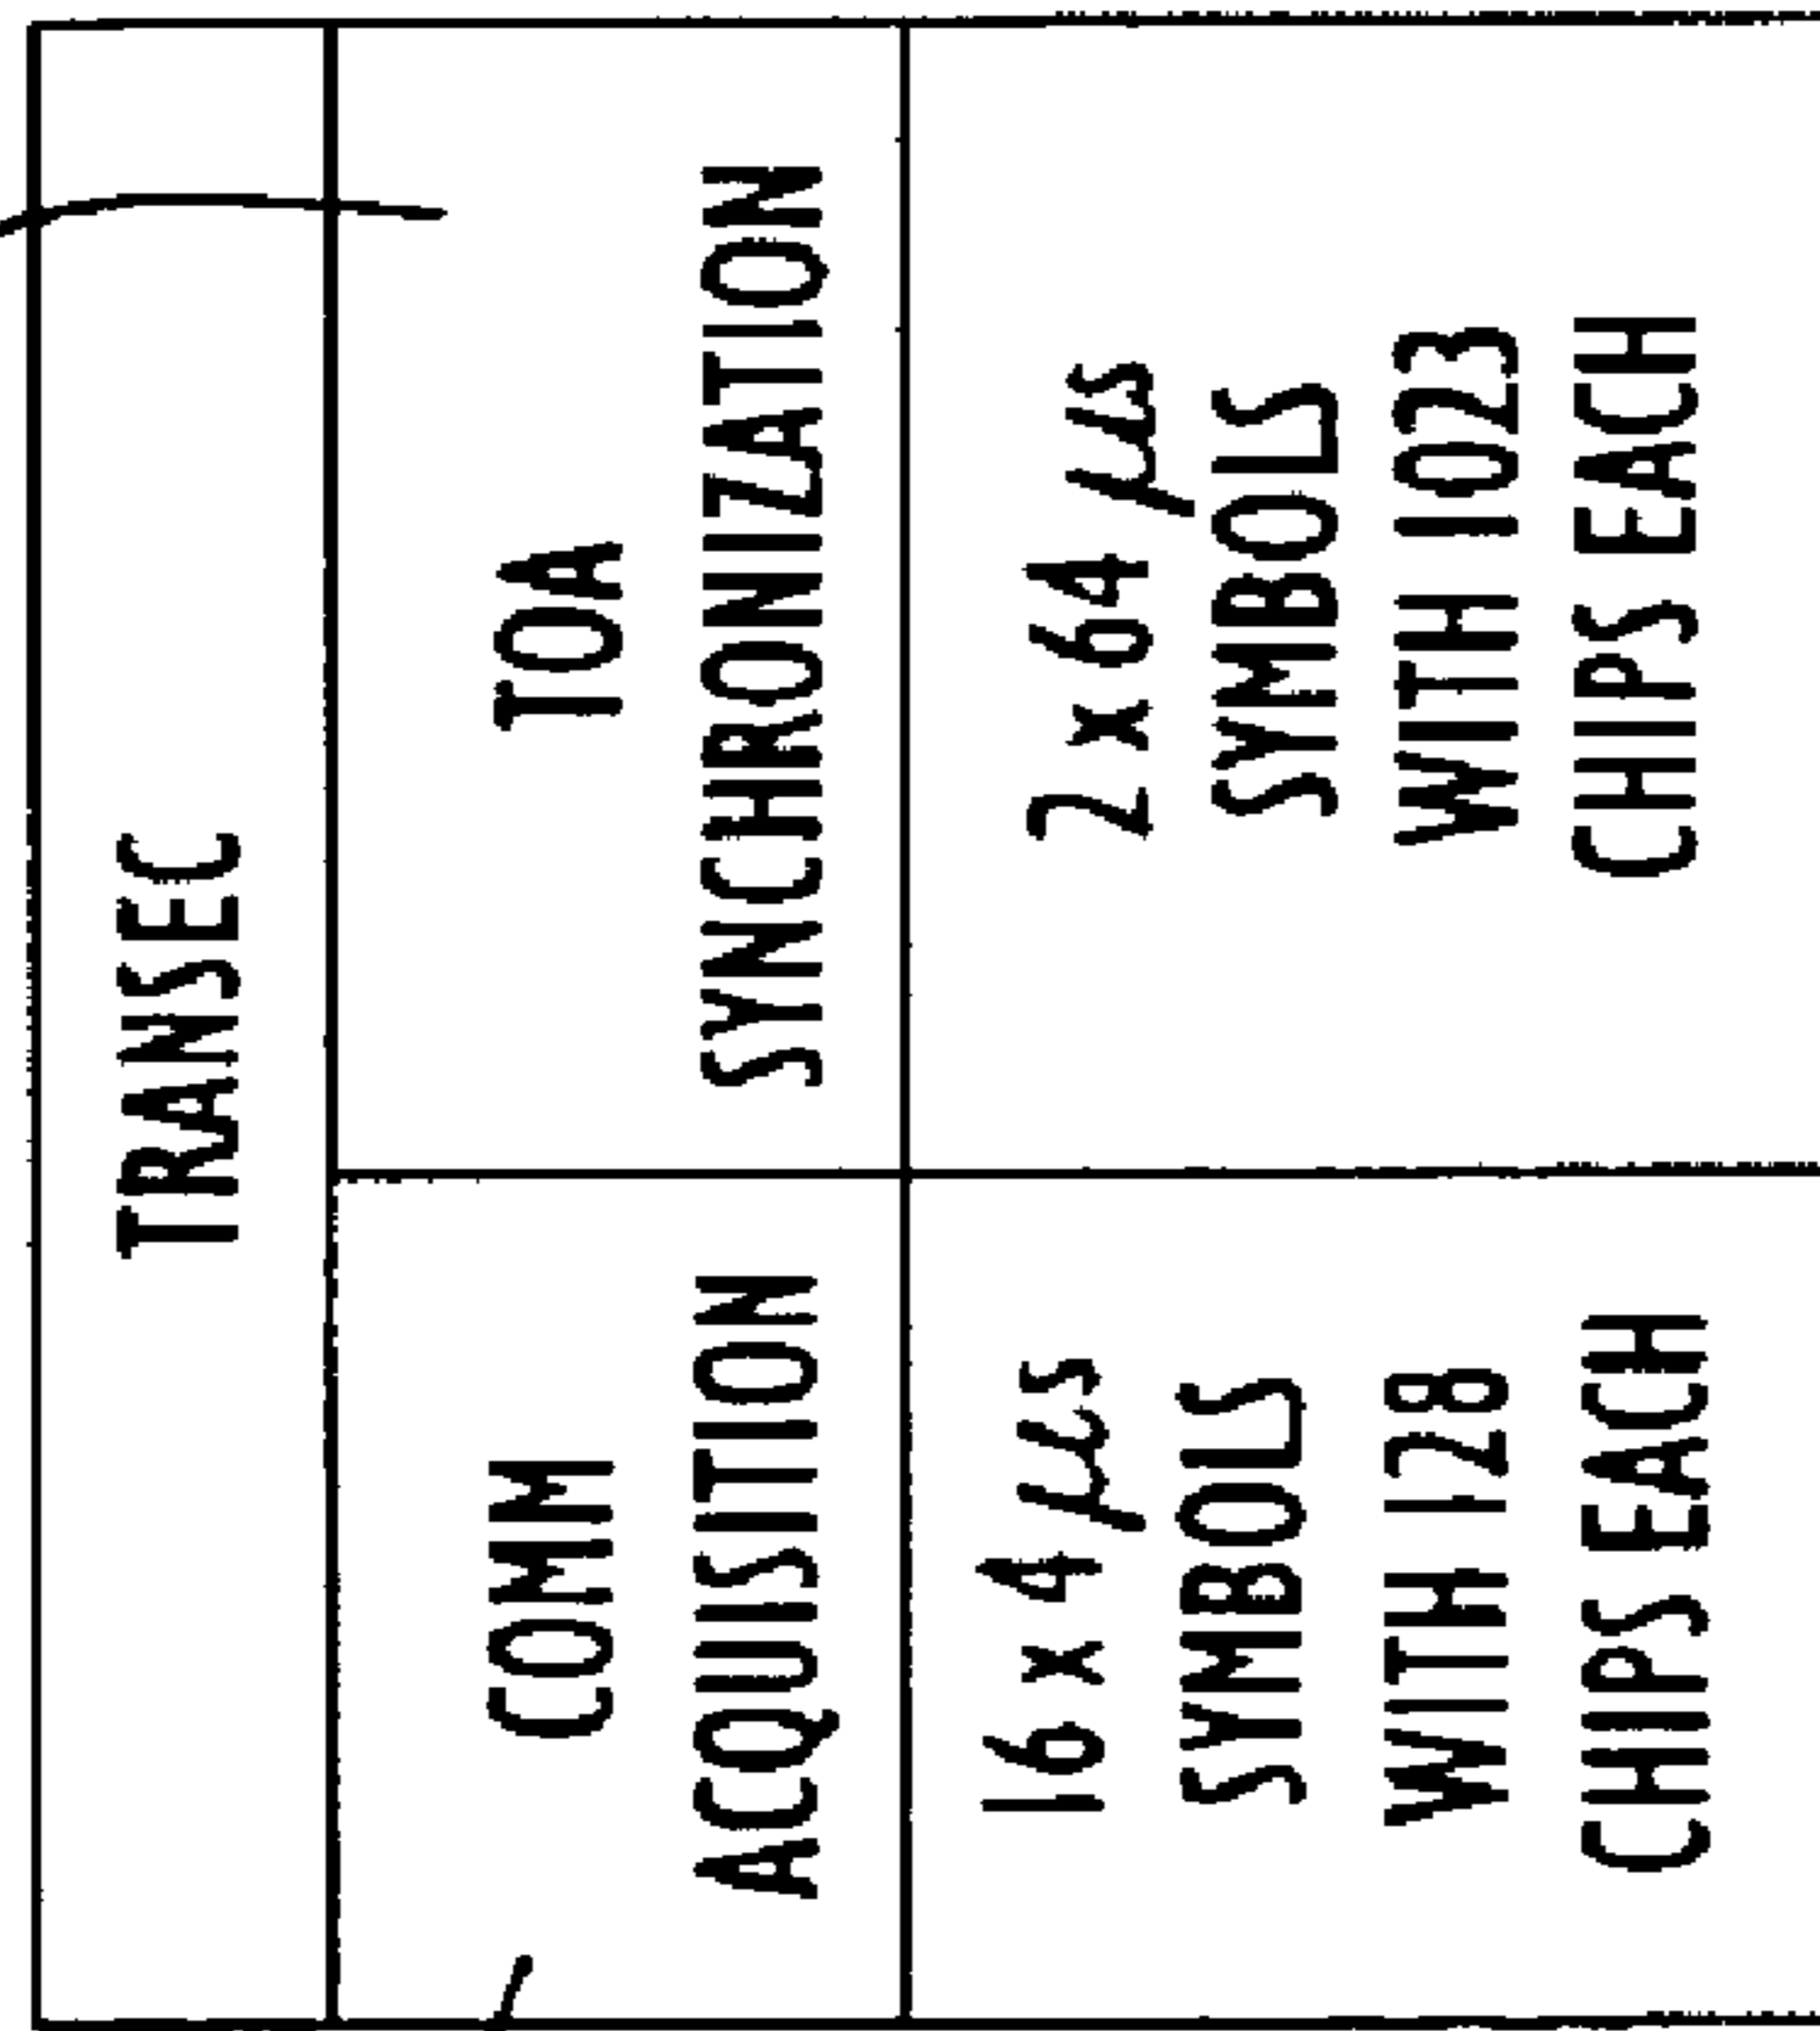 TRANSEC
COMM
ACQUISITION
TOA
SYNCHRONIZATION
16 x 4 µs
SYMBOLS
WITH 128
CHIPS EACH
2 x 64 µs
SYMBOLS
WITH 1023
CHIPS EACH